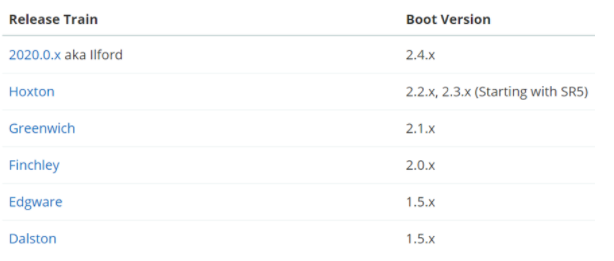 Release Train Boot Version
2020.0.x aka Ilford 2.4.x
Hoxton 2.2.x, 2.3.x (Starting with SR5)
Greenwich 2.1.x
Finchley 2.0.x
Edgware 1.5.x
Dalston 1.5.x